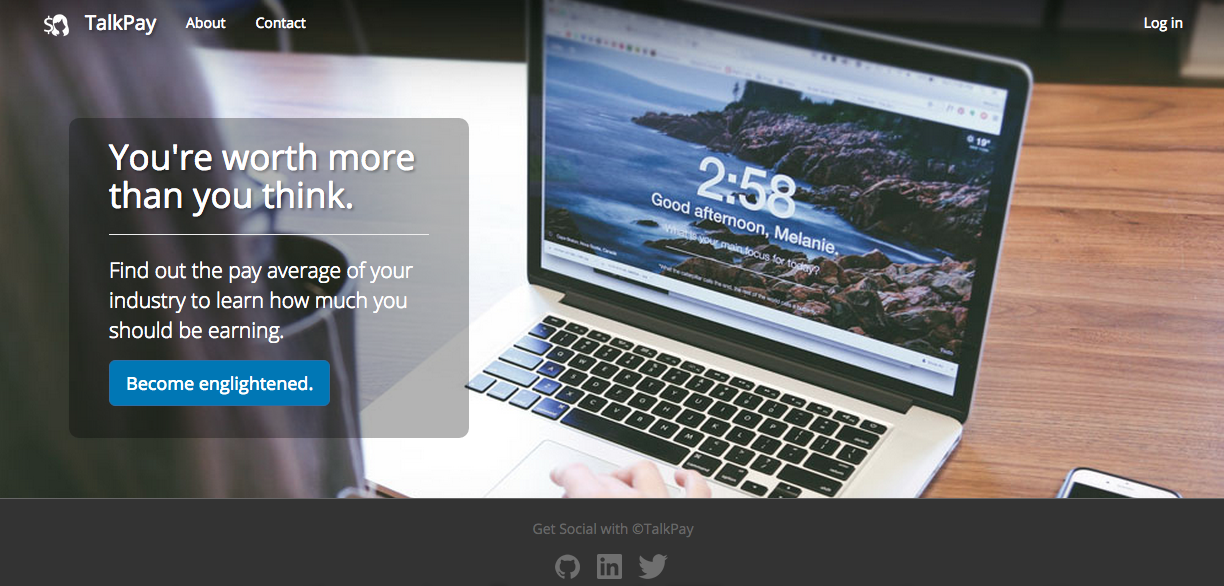 TalkPay
About
Contact
Log in
You're worth more
than you think.
Find out the pay average of your
industry to learn how much you
should be earning.
Become englightened.
2:58
Good afternoon, Melanie.
What's your main focus for today?
19°
Get Social with ©TalkPay